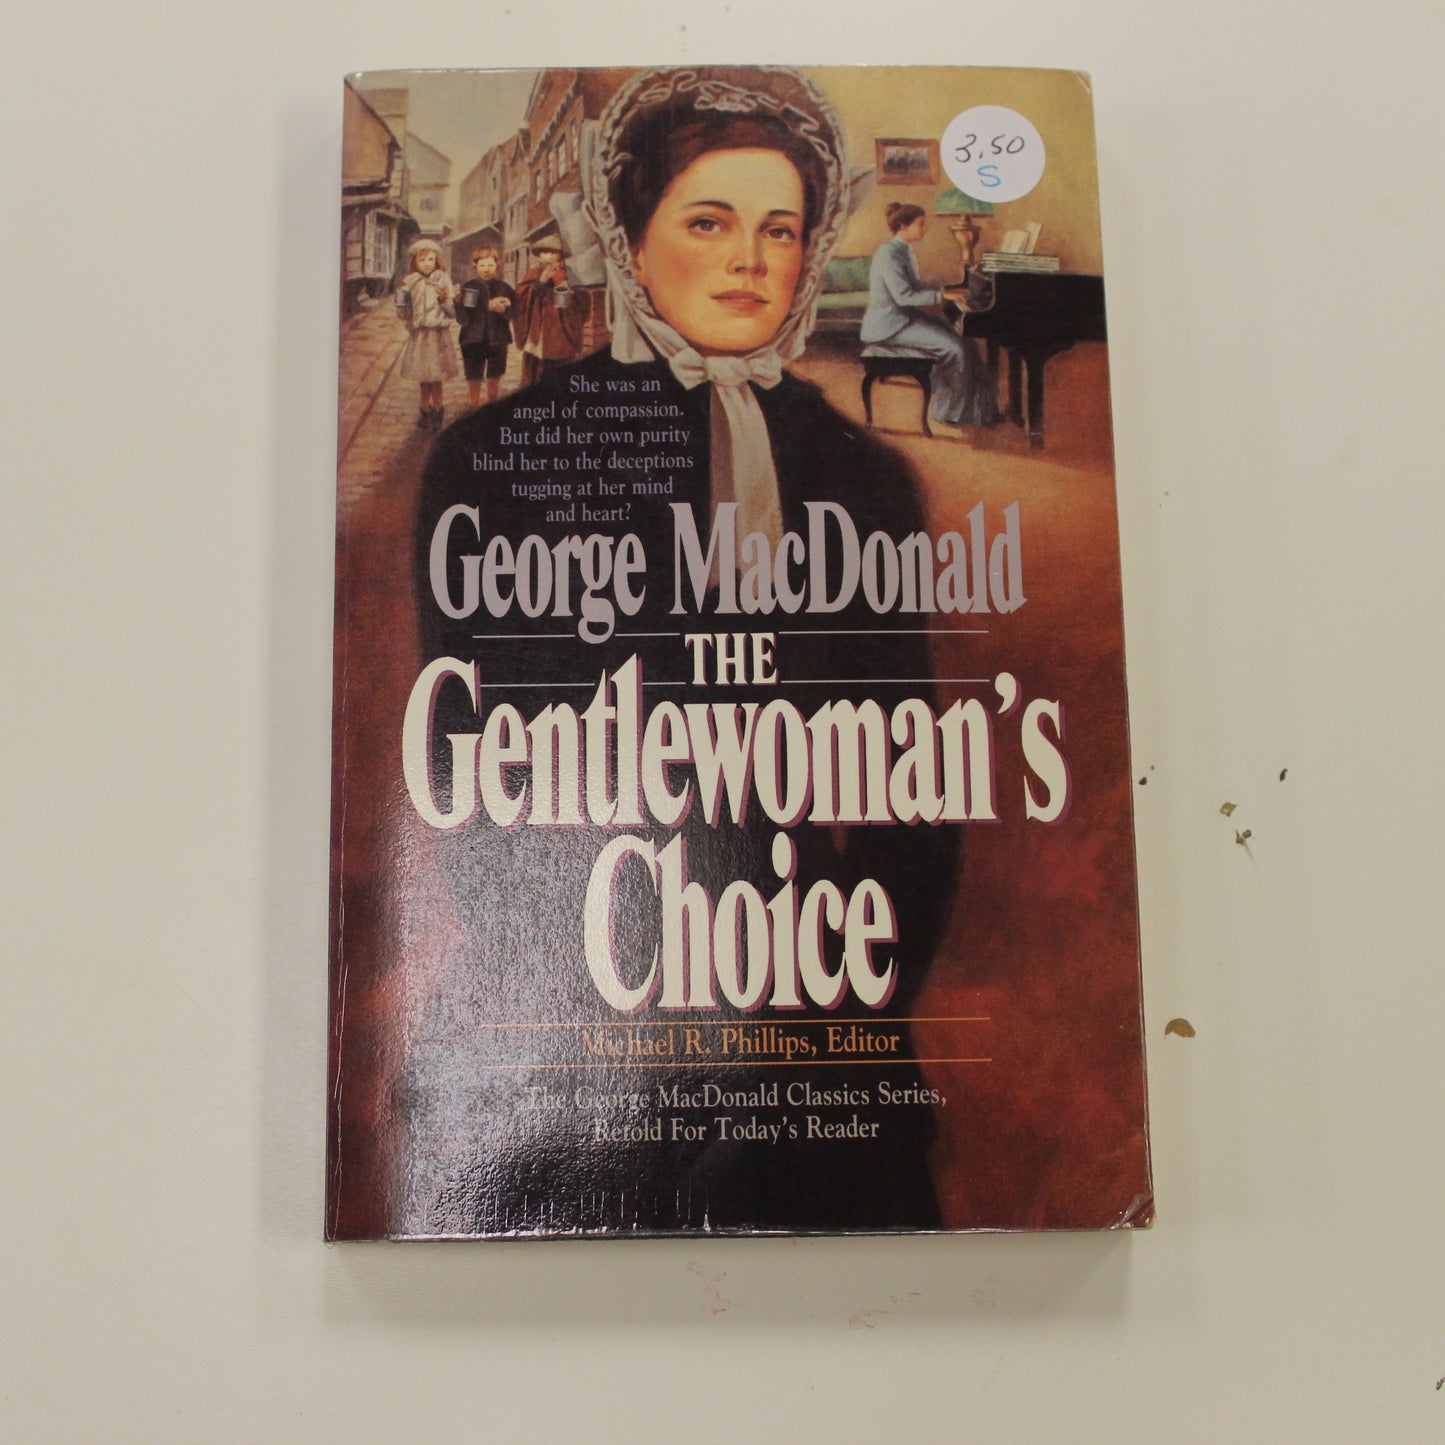 3.50
S
She was an
angel of compassion.
But did her own purity
blind her to the deceptions
tugging at her mind
and heart?
George MacDonald
THE
Gentlewoman's
Choice
Michael R. Phillips, Editor
The George MacDonald Classics Series,
Retold For Today's Reader